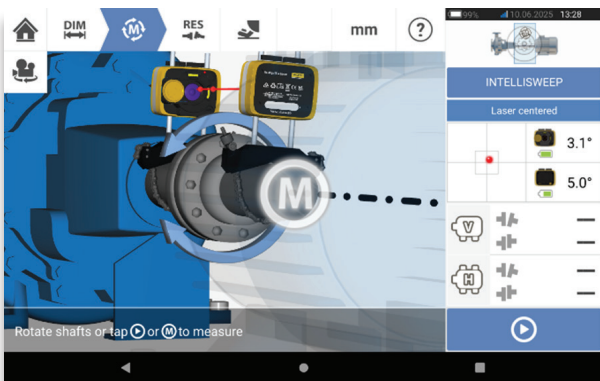 DIM
M
RES
mm
?
99%
10.06.2025 13:28
INTELLISWEEP
Laser centered
3.1°
5.0°
M
V
H
Rotate shafts or tap or M to measure